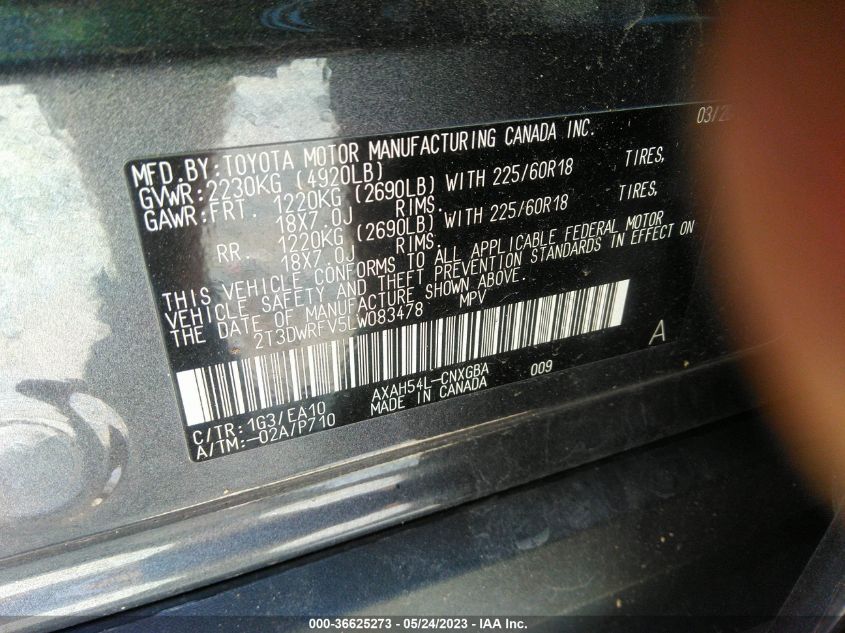 03/20
MFD.BY:TOYOTA MOTOR MANUFACTURING CANADA INC.
GVWR:2230KG (4920LB)
GAWR:FRT. 1220KG (2690LB) WITH 225/60R18 TIRES,
18X7.0J RIMS.
RR. 1220KG (2690LB) WITH 225/60R18 TIRES,
18X7.0J RIMS.
THIS VEHICLE CONFORMS TO ALL APPLICABLE FEDERAL MOTOR
VEHICLE SAFETY AND THEFT PREVENTION STANDARDS IN EFFECT ON
THE DATE OF MANUFACTURE SHOWN ABOVE.
2T3DWRFV5LW083478 MPV
A
C/TR:1G3/EA10 AXAH54L-CNXGBA 009
A/TM:-02A/P710 MADE IN CANADA
000-36625273 - 05/24/2023 - IAA Inc.